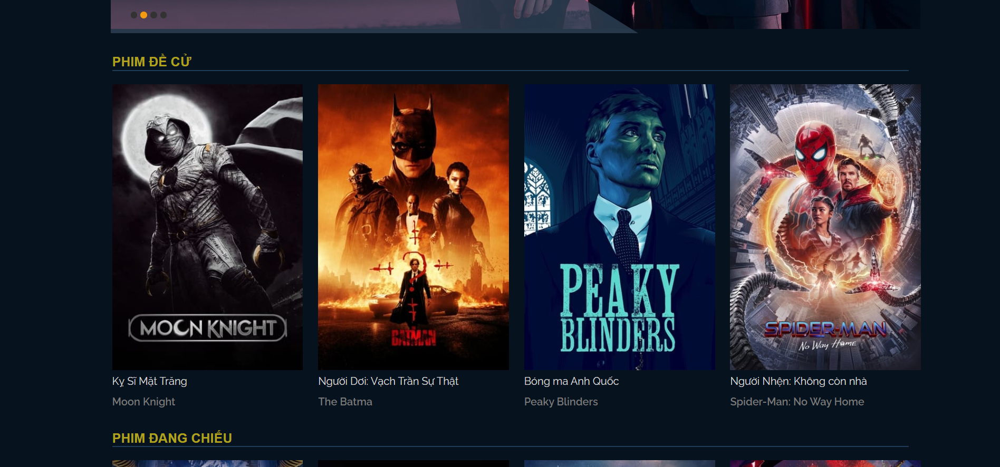 PHIM ĐỀ CỬ
MOON KNIGHT
BATMAN
PEAKY
BLINDERS
SPIDER-MAN
No Way Home
Kỵ Sĩ Mặt Trăng
Người Dơi: Vạch Trần Sự Thật
Bóng ma Anh Quốc
Người Nhện: Không còn nhà
Moon Knight
The Batma
Peaky Blinders
Spider-Man: No Way Home
PHIM ĐANG CHIẾU